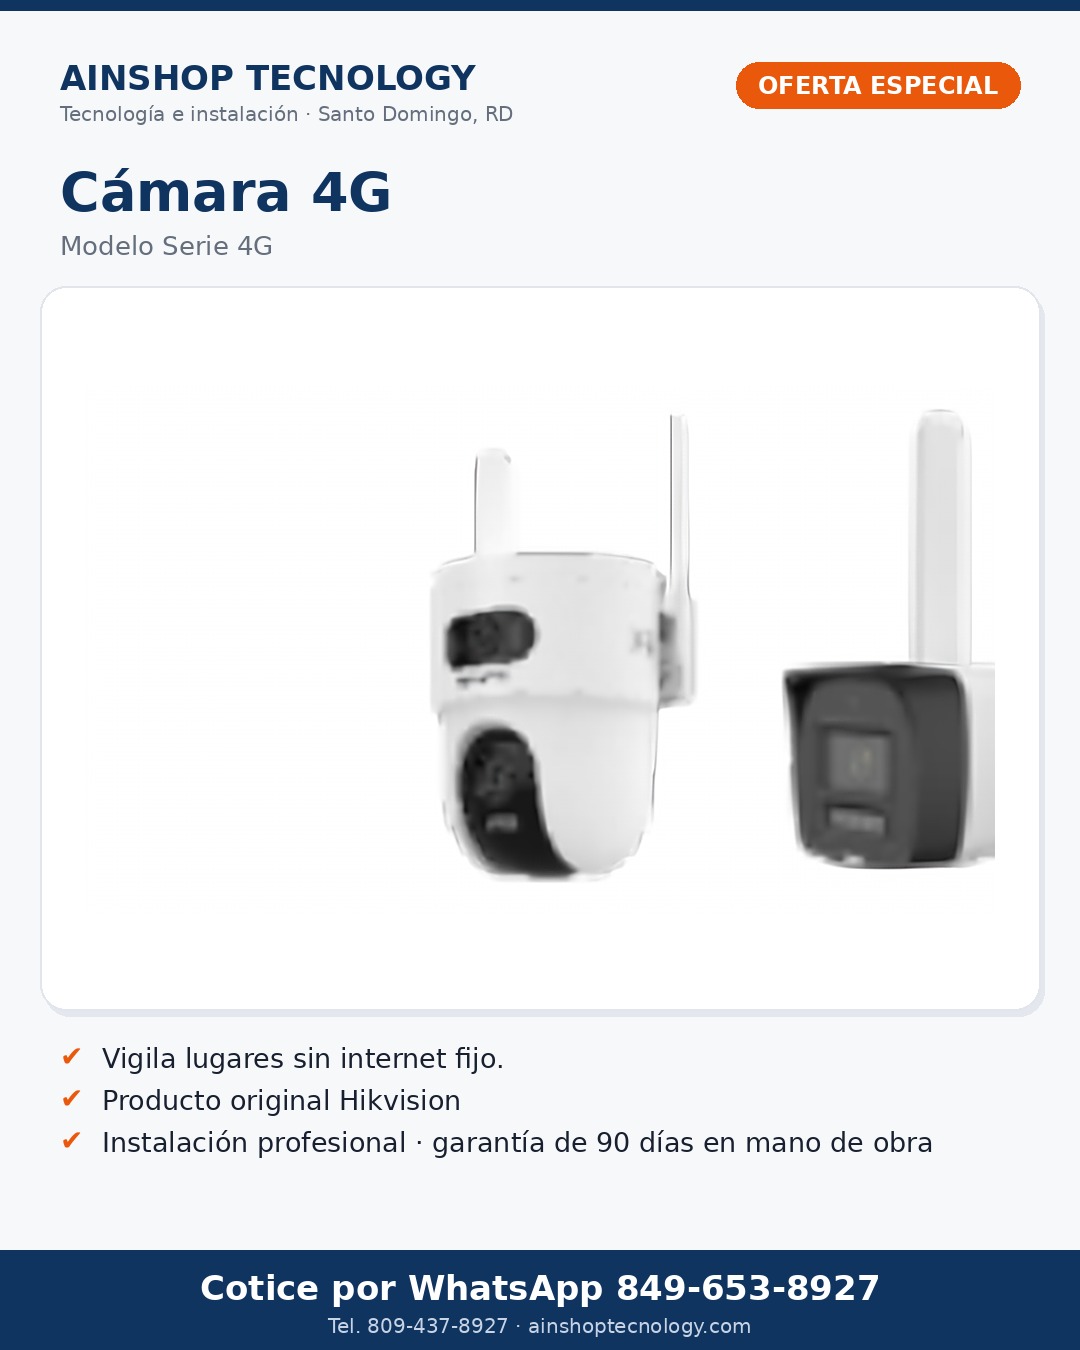 AINSHOP TECNOLOGY
OFERTA ESPECIAL
Tecnología e instalación · Santo Domingo, RD
Cámara 4G
Modelo Serie 4G
✔ Vigila lugares sin internet fijo.
✔ Producto original Hikvision
✔ Instalación profesional · garantía de 90 días en mano de obra
Cotice por WhatsApp 849-653-8927
Tel. 809-437-8927 · ainshoptecnology.com